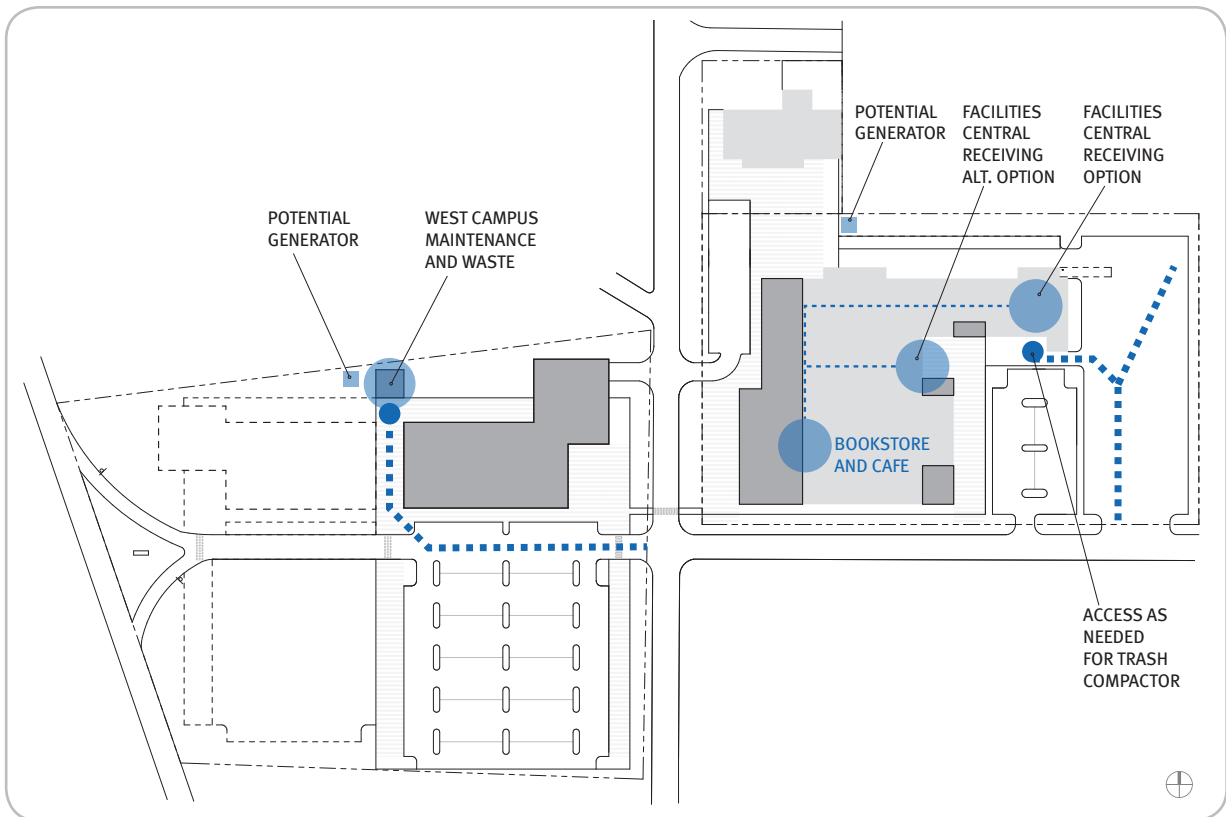 POTENTIAL
GENERATOR
WEST CAMPUS
MAINTENANCE
AND WASTE
POTENTIAL
GENERATOR
FACILITIES
CENTRAL
RECEIVING
ALT. OPTION
FACILITIES
CENTRAL
RECEIVING
OPTION
BOOKSTORE
AND CAFE
ACCESS AS
NEEDED
FOR TRASH
COMPACTOR